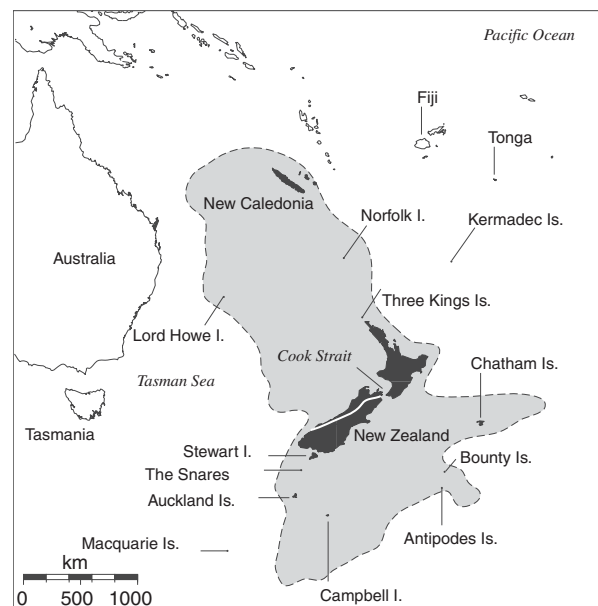 Pacific Ocean
Fiji
Tonga
New Caledonia
Norfolk I.
Kermadec Is.
Australia
Three Kings Is.
Lord Howe I.
Cook Strait
Chatham Is.
Tasman Sea
Tasmania
New Zealand
Stewart I.
Bounty Is.
The Snares
Auckland Is.
Antipodes Is.
Macquarie Is.
km
0 500 1000
Campbell I.